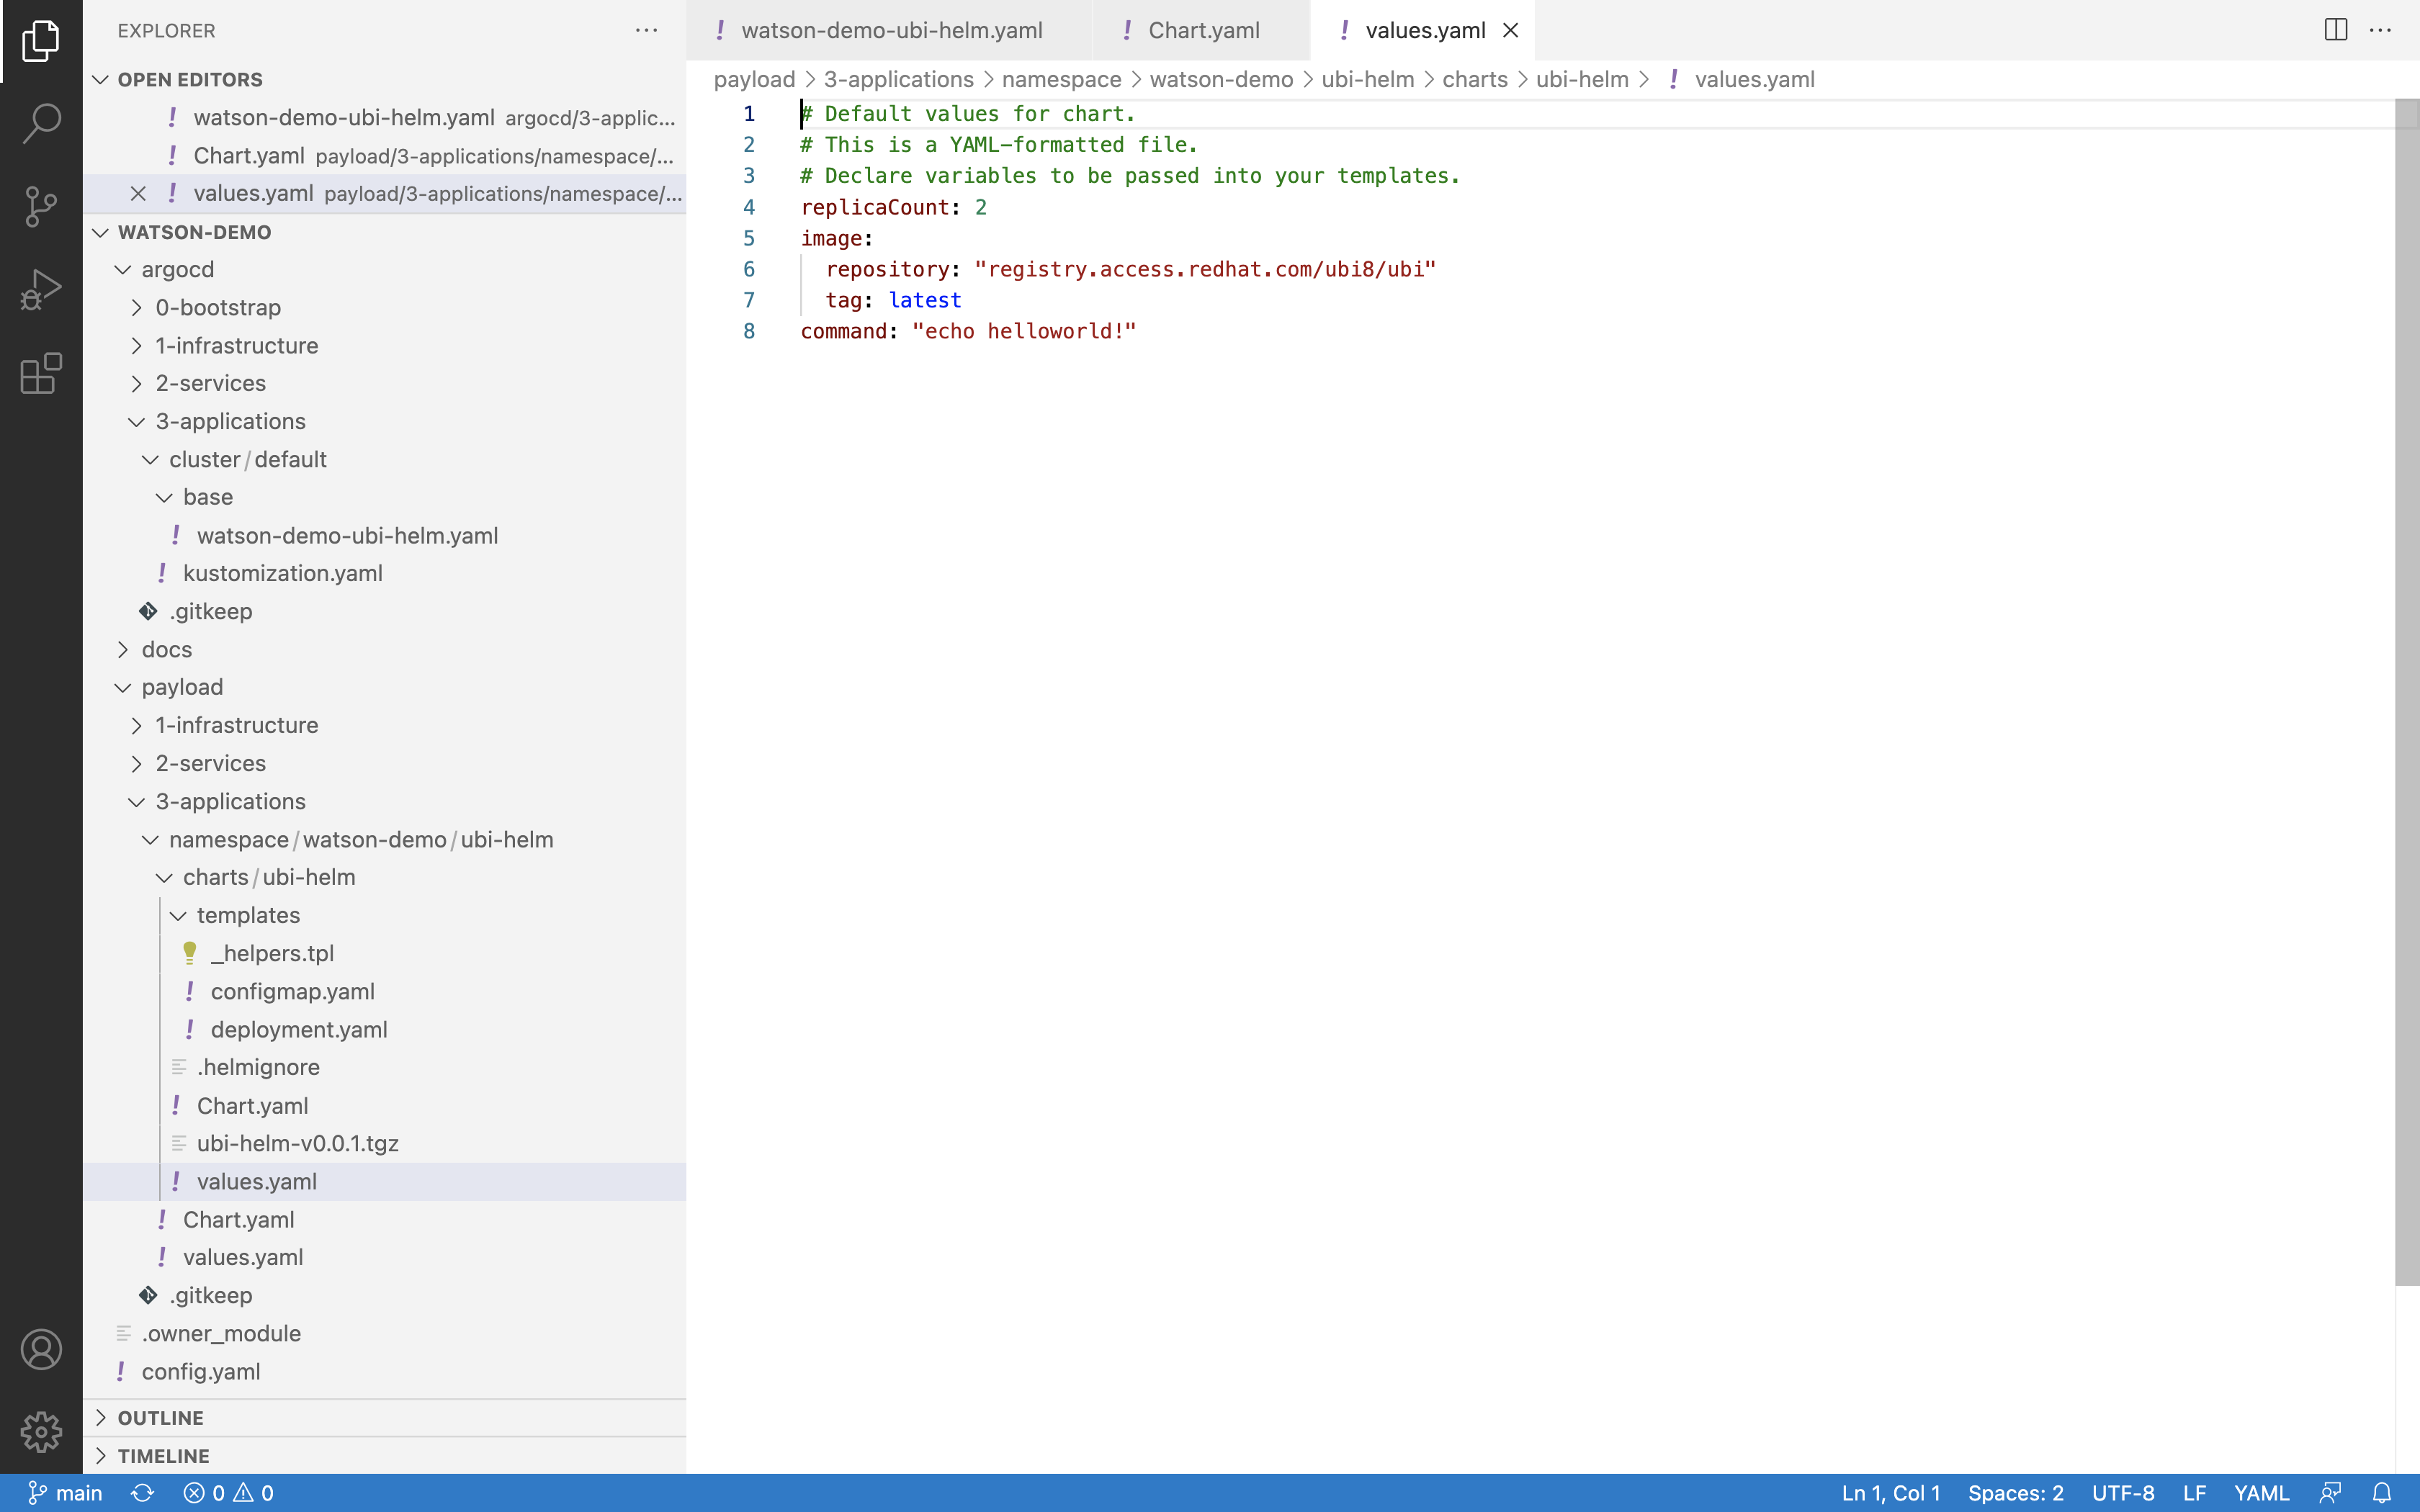 EXPLORER
OPEN EDITORS
watson-demo-ubi-helm.yaml argocd/3-applic...
Chart.yaml payload/3-applications/namespace/...
values.yaml payload/3-applications/namespace/...
WATSON-DEMO
argocd
0-bootstrap
1-infrastructure
2-services
3-applications
cluster/default
base
watson-demo-ubi-helm.yaml
kustomization.yaml
.gitkeep
docs
payload
1-infrastructure
2-services
3-applications
namespace/watson-demo/ubi-helm
charts/ubi-helm
templates
_helpers.tpl
configmap.yaml
deployment.yaml
.helmignore
Chart.yaml
ubi-helm-v0.0.1.tgz
values.yaml
Chart.yaml
values.yaml
.gitkeep
.owner_module
config.yaml
OUTLINE
TIMELINE
watson-demo-ubi-helm.yaml Chart.yaml values.yaml
payload > 3-applications > namespace > watson-demo > ubi-helm > charts > ubi-helm > ! values.yaml
1 # Default values for chart.
2 # This is a YAML-formatted file.
3 # Declare variables to be passed into your templates.
4 replicaCount: 2
5 image:
6 repository: "registry.access.redhat.com/ubi8/ubi"
7 tag: latest
8 command: "echo helloworld!"
main 0 0 Ln 1, Col 1 Spaces: 2 UTF-8 LF YAML